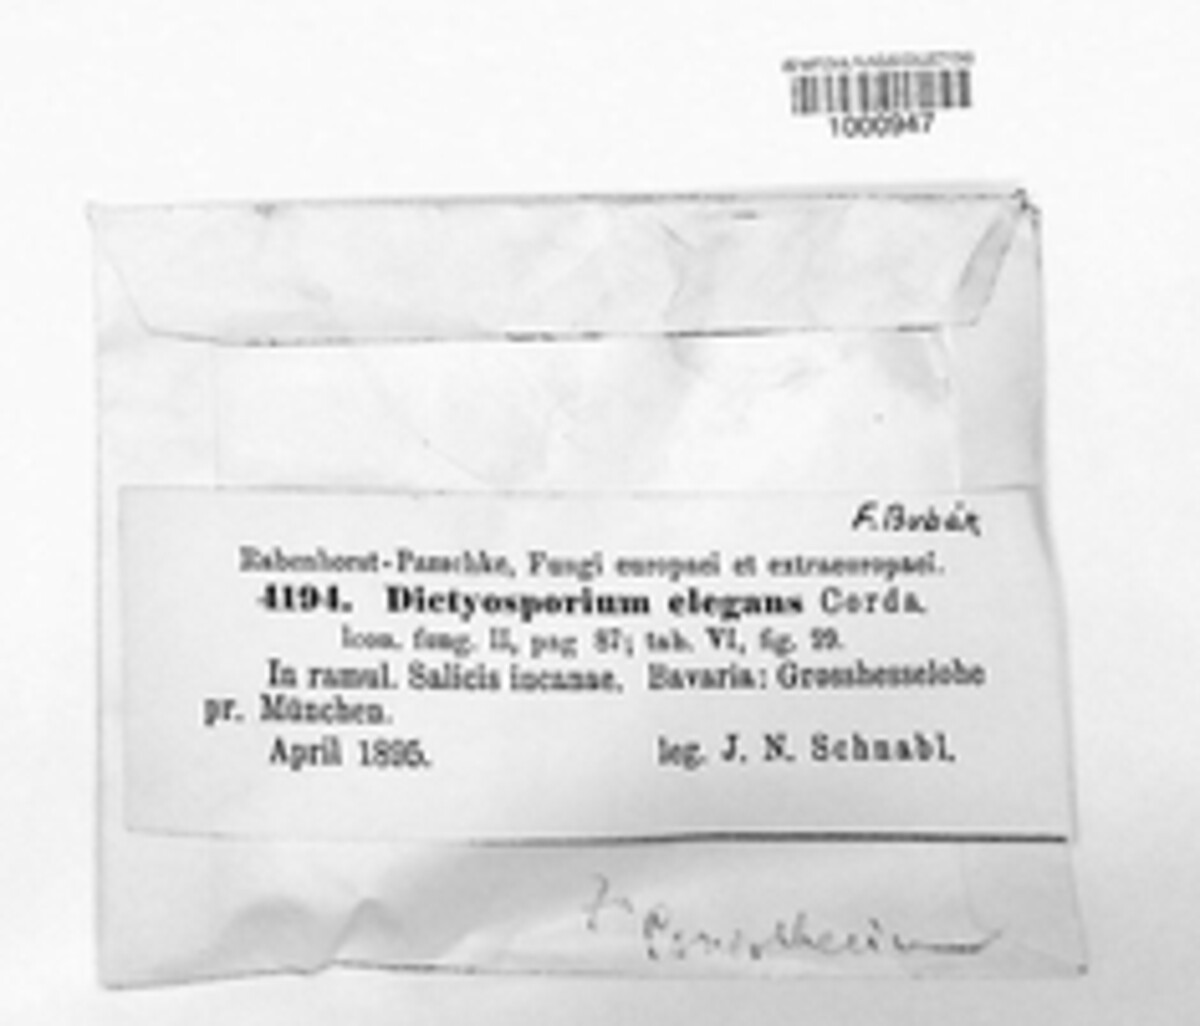 1000947
F. Bubák
Rabenhorst-Pazschke, Fungi europaei et extraeuropaei.
4194. Dictyosporium elegans Corda.
Icon. fung. II, pag 87; tab. VI, fig. 29.
In ramul. Salicis incanae. Bavaria: Grosshesselohe
pr. München.
April 1895. leg. J. N. Schnabl.